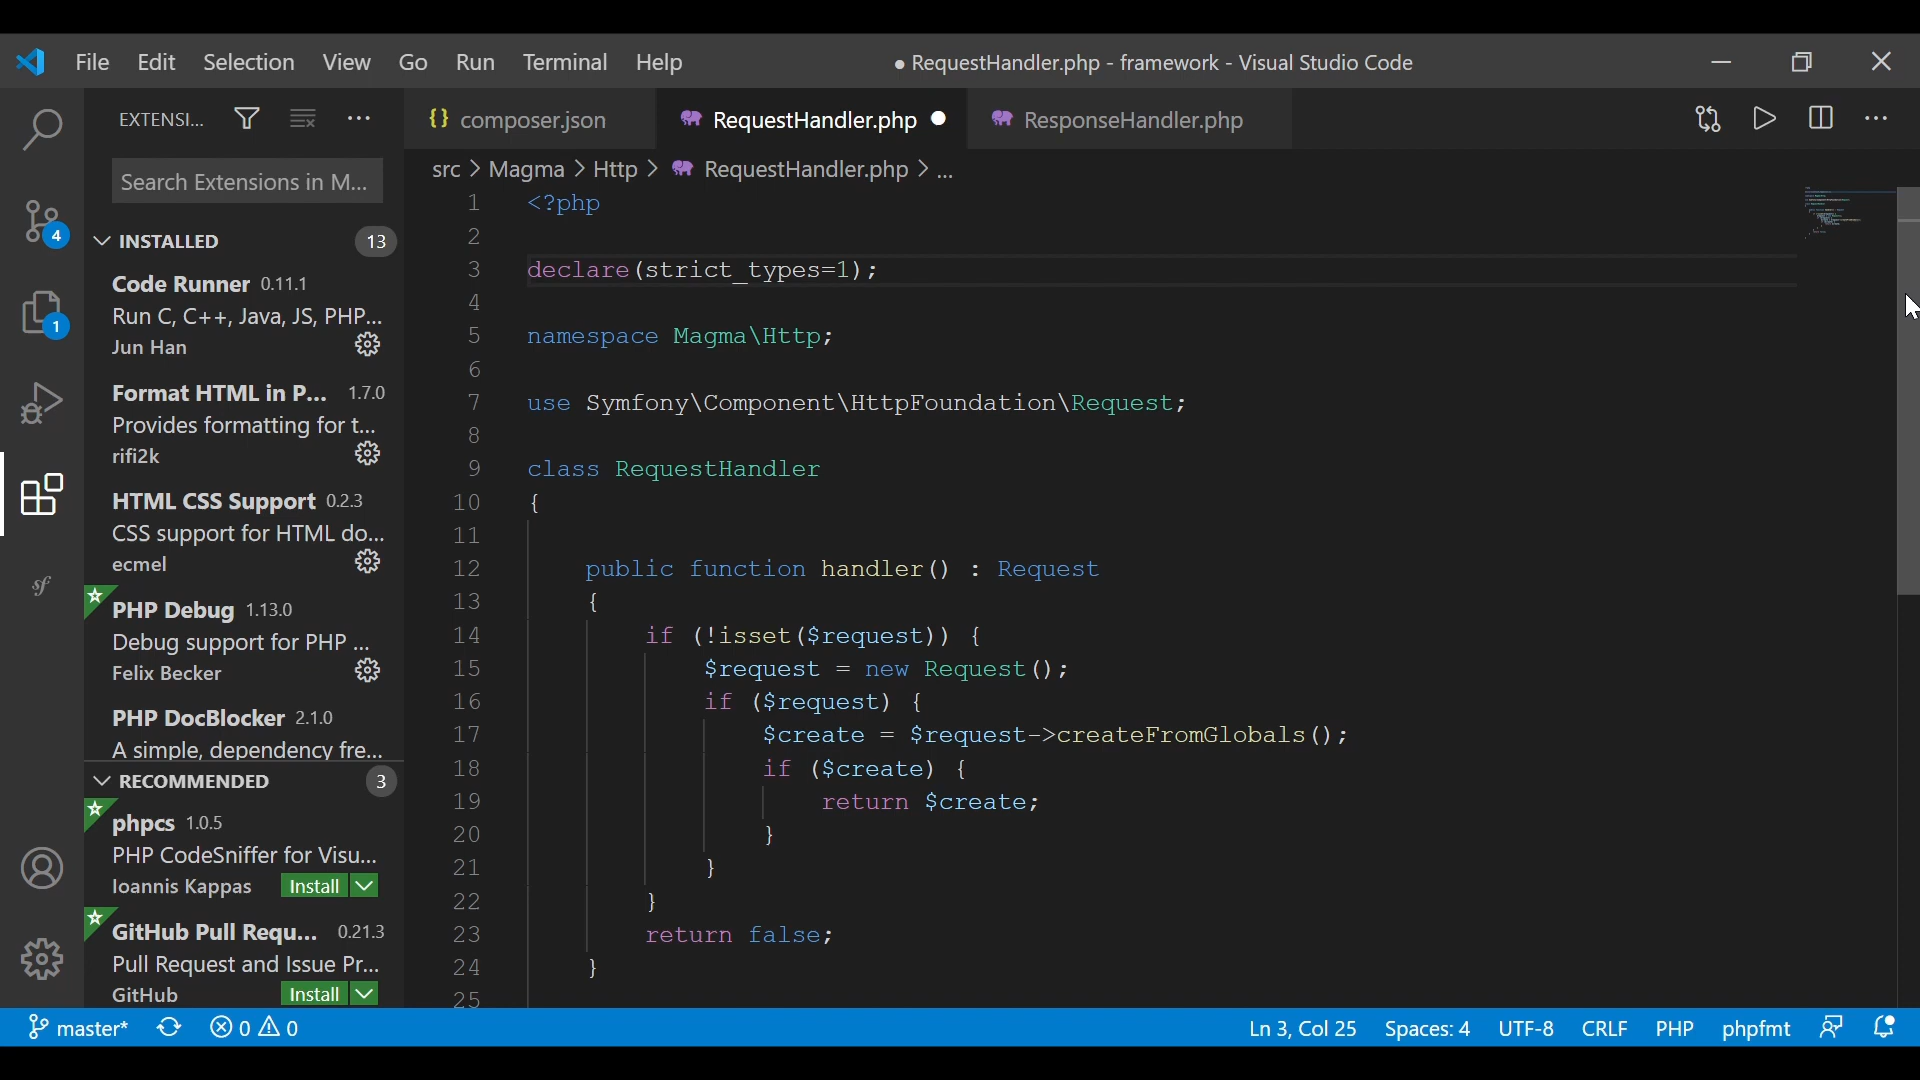 File Edit Selection View Go Run Terminal Help
● RequestHandler.php - framework - Visual Studio Code
EXTENSI...
Search Extensions in M...
INSTALLED 13
Code Runner 0.11.1
Run C, C++, Java, JS, PHP...
Jun Han
Format HTML in P... 1.7.0
Provides formatting for t...
rifi2k
HTML CSS Support 0.2.3
CSS support for HTML do...
ecmel
PHP Debug 1.13.0
Debug support for PHP ...
Felix Becker
PHP DocBlocker 2.1.0
A simple, dependency fre...
RECOMMENDED 3
phpcs 1.0.5
PHP CodeSniffer for Visu...
Ioannis Kappas Install
GitHub Pull Requ... 0.21.3
Pull Request and Issue Pr...
GitHub Install
4
1
sf
{} composer.json RequestHandler.php ResponseHandler.php
src > Magma > Http > RequestHandler.php > ...
1 <?php
2
3 declare(strict_types=1);
4
5 namespace Magma\Http;
6
7 use Symfony\Component\HttpFoundation\Request;
8
9 class RequestHandler
10 {
11
12 public function handler() : Request
13 {
14 if (!isset($request)) {
15 $request = new Request();
16 if ($request) {
17 $create = $request->createFromGlobals();
18 if ($create) {
19 return $create;
20 }
21 }
22 }
23 return false;
24 }
25
master* 0 0 Ln 3, Col 25 Spaces: 4 UTF-8 CRLF PHP phpfmt